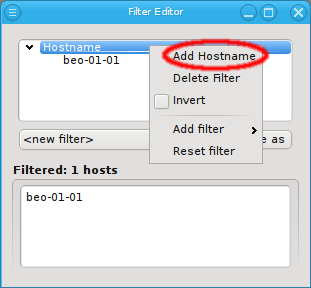 Filter Editor
Hostname
beo-01-01
Add Hostname
Delete Filter
Invert
Add filter
Reset filter
<new filter>
e as
Filtered: 1 hosts
beo-01-01